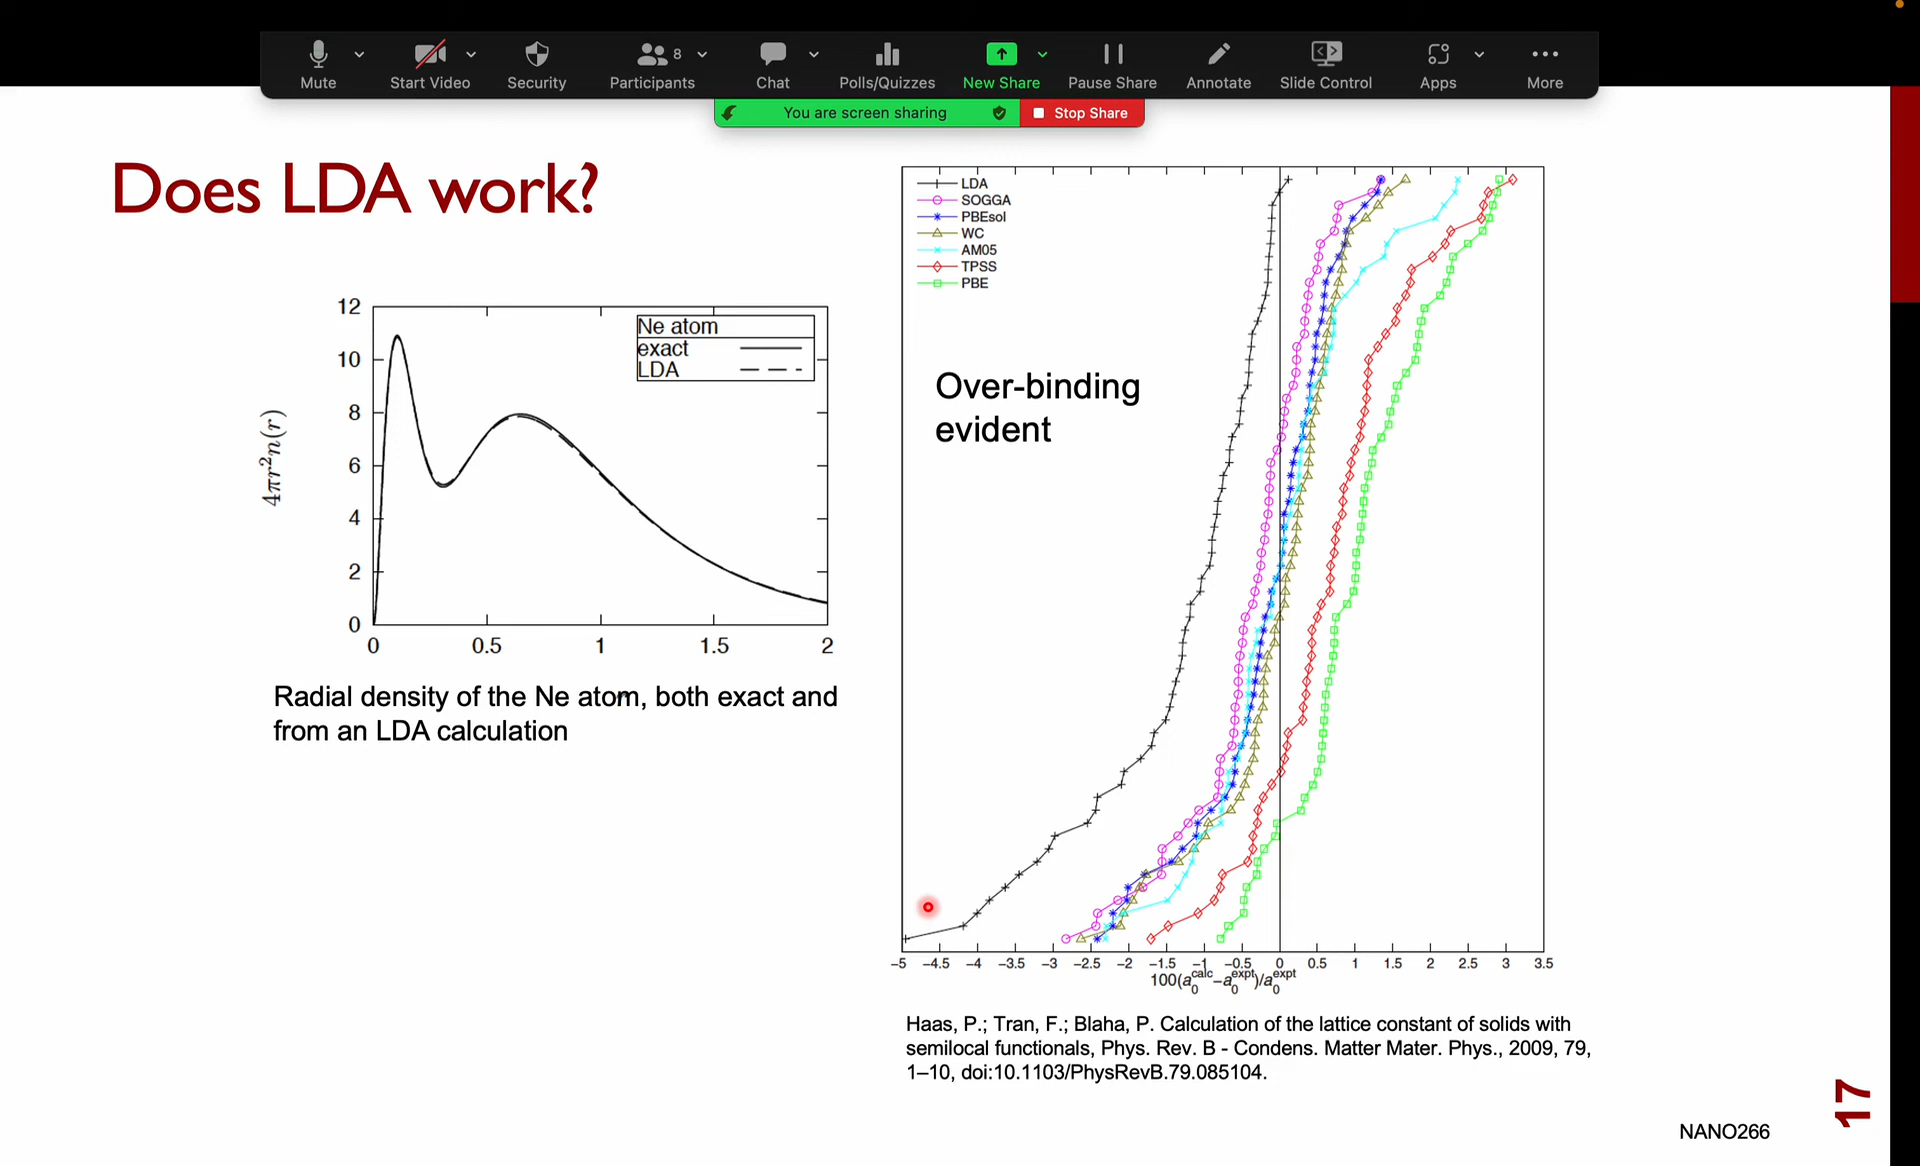 Mute
Start Video
Security
Participants
8
Chat
Polls/Quizzes
New Share
Pause Share
Annotate
Slide Control
Apps
More
You are screen sharing
Stop Share
Does LDA work?
12
10
8
6
4
2
0
4πr²n(r)
Ne atom
exact
LDA
0 0.5 1 1.5 2
Radial density of the Ne atom, both exact and
from an LDA calculation
LDA
SOGGA
PBEsol
WC
AM05
TPSS
PBE
Over-binding
evident
−5 −4.5 −4 −3.5 −3 −2.5 −2 −1.5 −1 −0.5 0 0.5 1 1.5 2 2.5 3 3.5
100(a₀ᶜᵃˡᶜ−a₀ᵉˣᵖᵗ)/a₀ᵉˣᵖᵗ
Haas, P.; Tran, F.; Blaha, P. Calculation of the lattice constant of solids with
semilocal functionals, Phys. Rev. B - Condens. Matter Mater. Phys., 2009, 79,
1–10, doi:10.1103/PhysRevB.79.085104.
17
NANO266